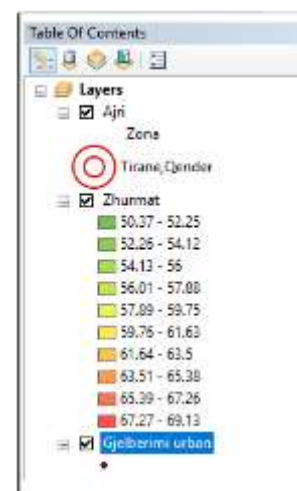 Table Of Contents
Layers
Ajri
Zona
Tirane,Qender
Zhurmat
50.37 - 52.25
52.26 - 54.12
54.13 - 56
56.01 - 57.88
57.89 - 59.75
59.76 - 61.63
61.64 - 63.5
63.51 - 65.38
65.39 - 67.26
67.27 - 69.13
Gjelberimi urban